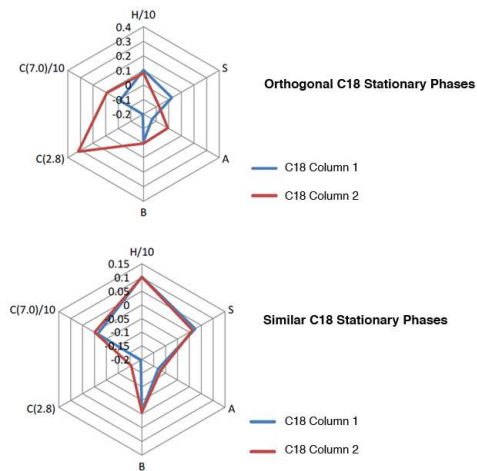 H/10
0.4
0.3
0.2
0.1
0
-0.1
-0.2
C(7.0)/10
S
C(2.8)
A
B
Orthogonal C18 Stationary Phases
C18 Column 1
C18 Column 2
H/10
0.15
0.1
0.05
0
-0.05
-0.1
-0.15
-0.2
C(7.0)/10
S
C(2.8)
A
B
Similar C18 Stationary Phases
C18 Column 1
C18 Column 2